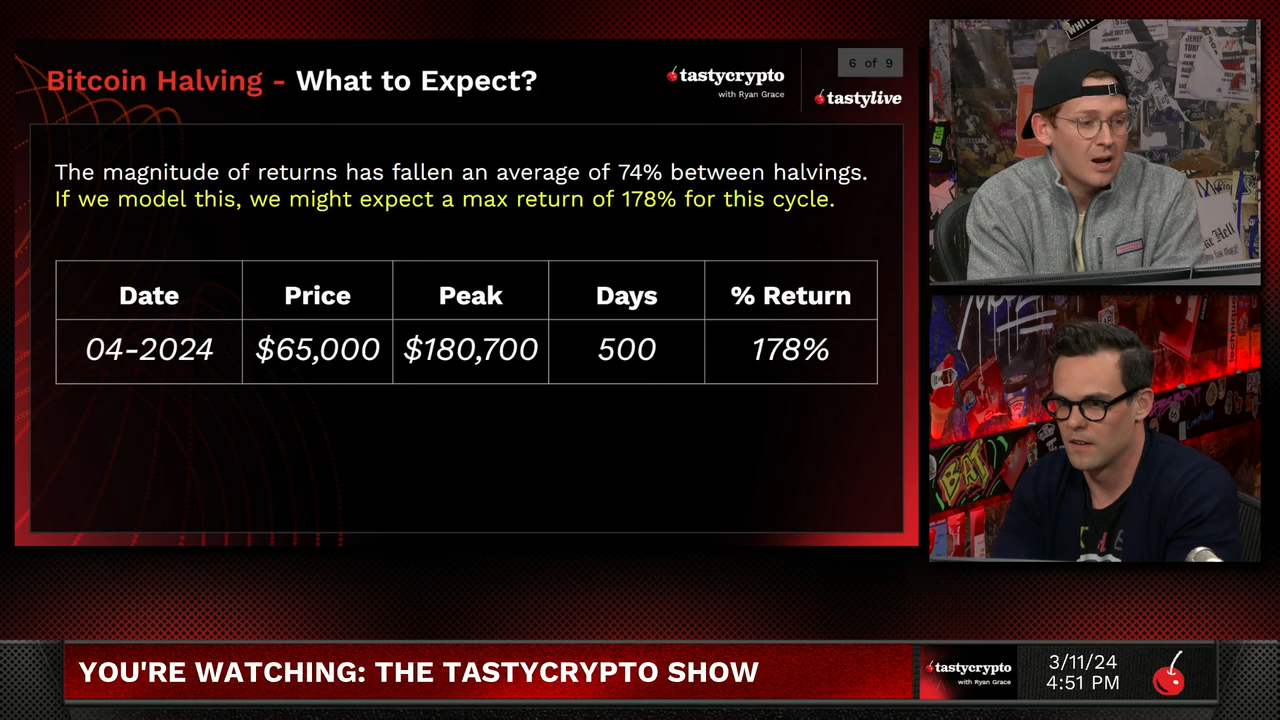 Bitcoin Halving - What to Expect?
tastycrypto
with Ryan Grace
6 of 9
tastylive
The magnitude of returns has fallen an average of 74% between halvings.
If we model this, we might expect a max return of 178% for this cycle.
Date Price Peak Days % Return
04-2024 $65,000 $180,700 500 178%
BAT
YOU'RE WATCHING: THE TASTYCRYPTO SHOW
tastycrypto
with Ryan Grace
3/11/24
4:51 PM